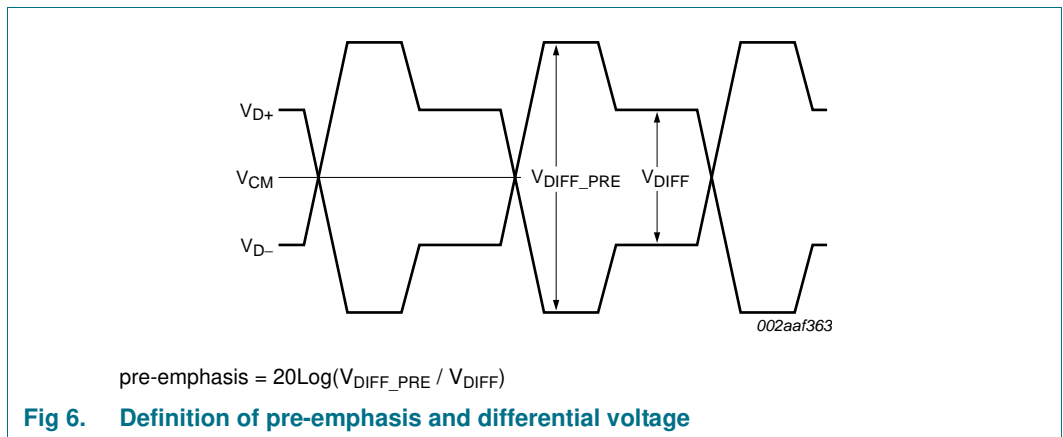 V_D+
V_CM
V_DIFF_PRE V_DIFF
V_D−
002aaf363
pre-emphasis = 20Log(V_DIFF_PRE / V_DIFF)
Fig 6. Definition of pre-emphasis and differential voltage